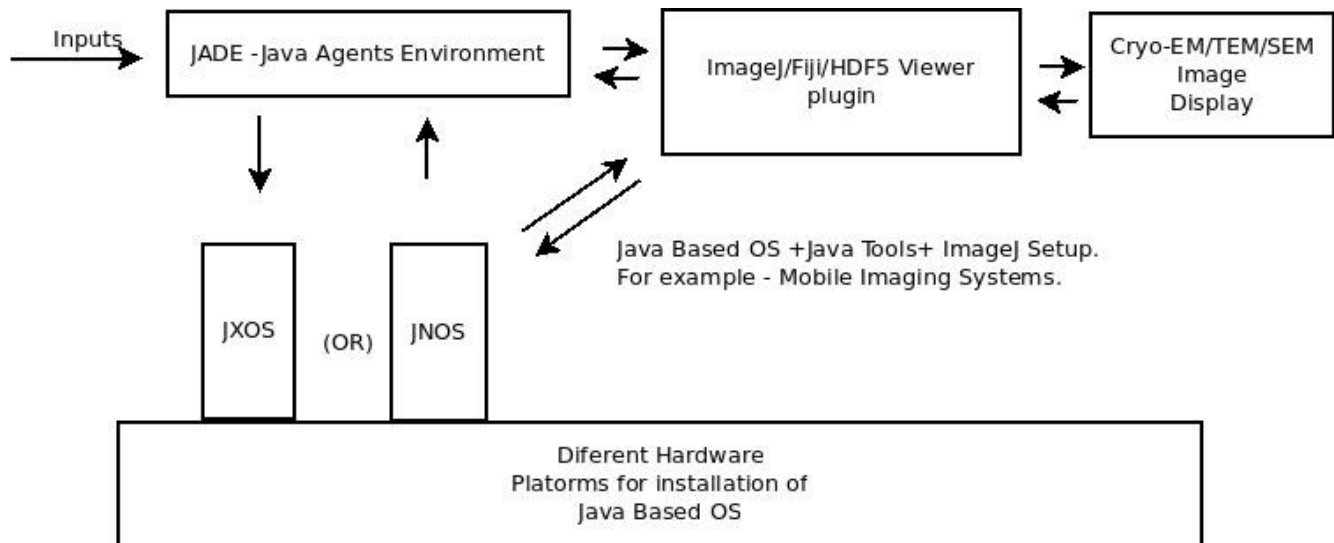 Inputs
JADE -Java Agents Environment
ImageJ/Fiji/HDF5 Viewer
plugin
Cryo-EM/TEM/SEM
Image
Display
Java Based OS +Java Tools+ ImageJ Setup.
For example - Mobile Imaging Systems.
JXOS
(OR)
JNOS
Diferent Hardware
Platorms for installation of
Java Based OS